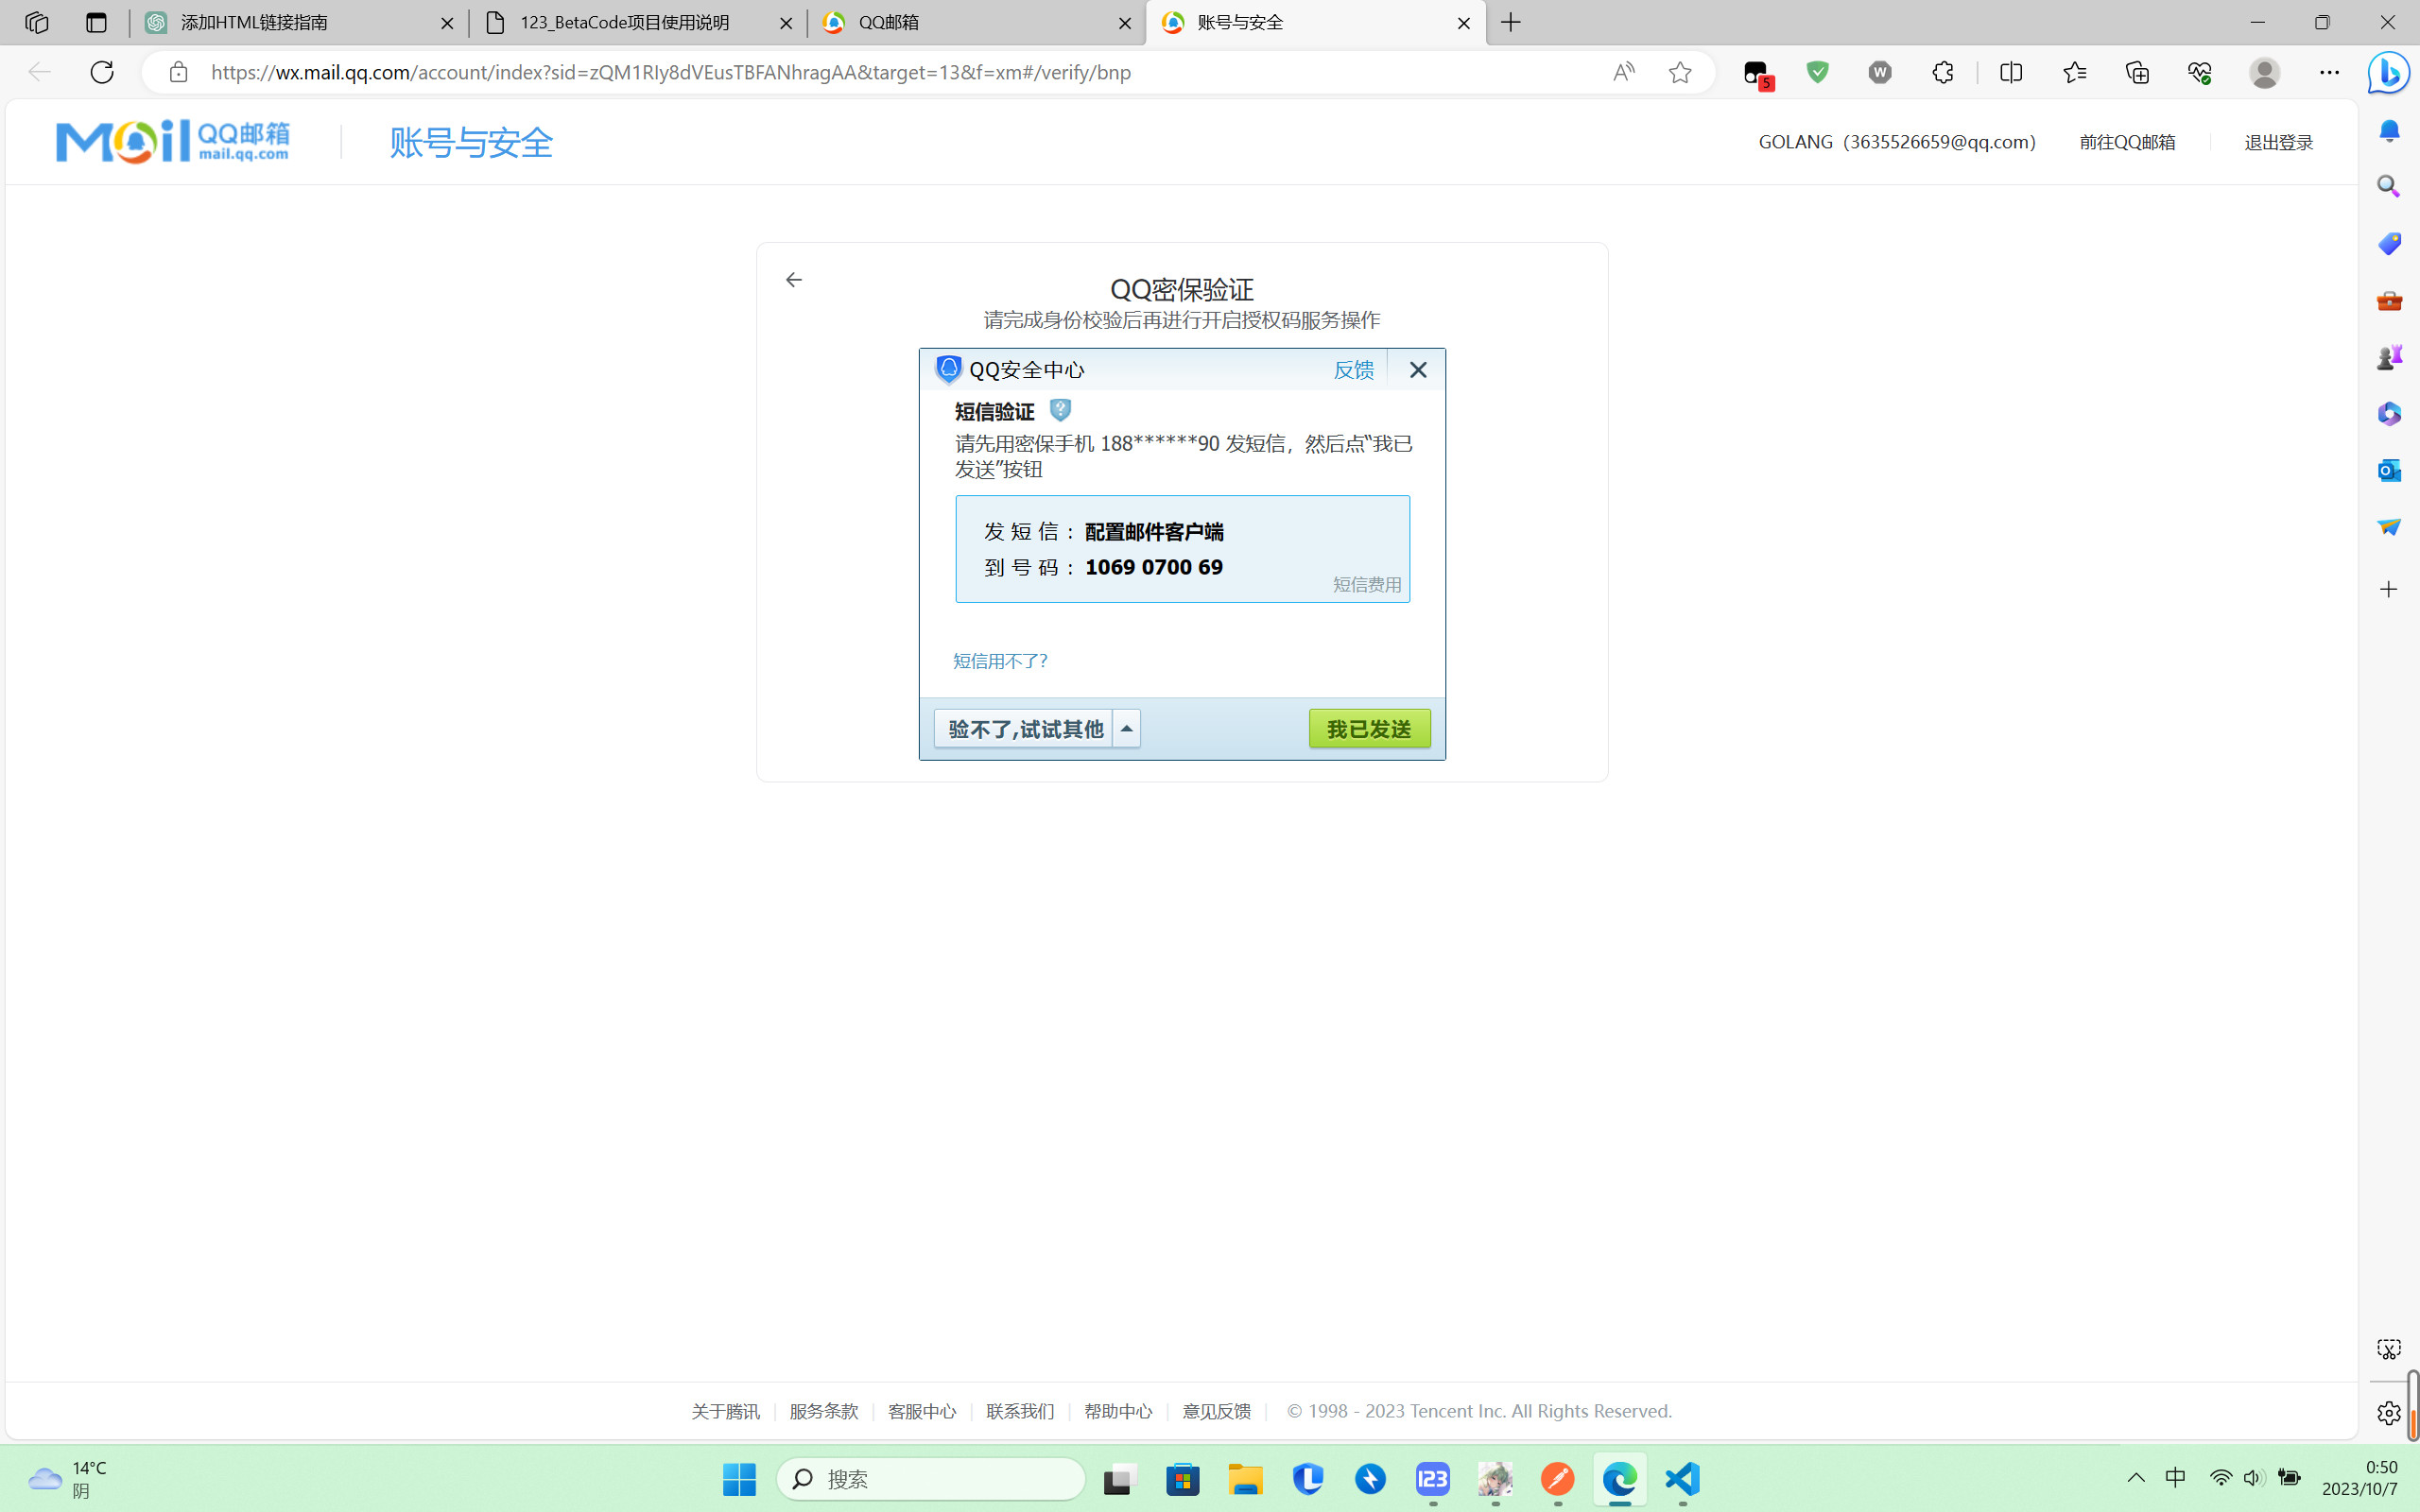 添加HTML链接指南
123_BetaCode项目使用说明
QQ邮箱
账号与安全
https://wx.mail.qq.com/account/index?sid=zQM1RIy8dVEusTBFANhragAA&target=13&f=xm#/verify/bnp
5
W
Mail QQ邮箱
mail.qq.com
账号与安全
GOLANG（3635526659@qq.com）
前往QQ邮箱
退出登录
QQ密保验证
请完成身份校验后再进行开启授权码服务操作
QQ安全中心
反馈
短信验证
请先用密保手机 188******90 发短信，然后点“我已
发送”按钮
发 短 信： 配置邮件客户端
到 号 码： 1069 0700 69
短信费用
短信用不了?
验不了,试试其他
我已发送
关于腾讯 服务条款 客服中心 联系我们 帮助中心 意见反馈 © 1998 - 2023 Tencent Inc. All Rights Reserved.
14°C
阴
搜索
123
中
0:50
2023/10/7